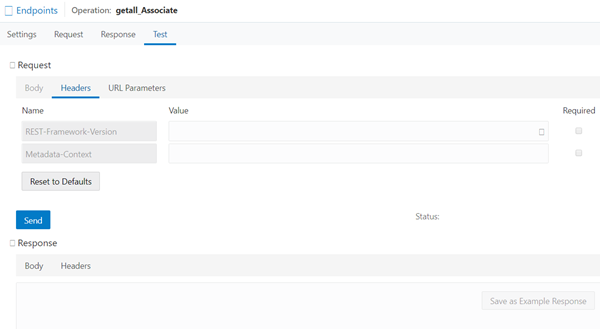 Endpoints Operation: getall_Associate
Settings Request Response Test
Request
Body Headers URL Parameters
Name Value Required
REST-Framework-Version
Metadata-Context
Reset to Defaults
Send Status:
Response
Body Headers
Save as Example Response